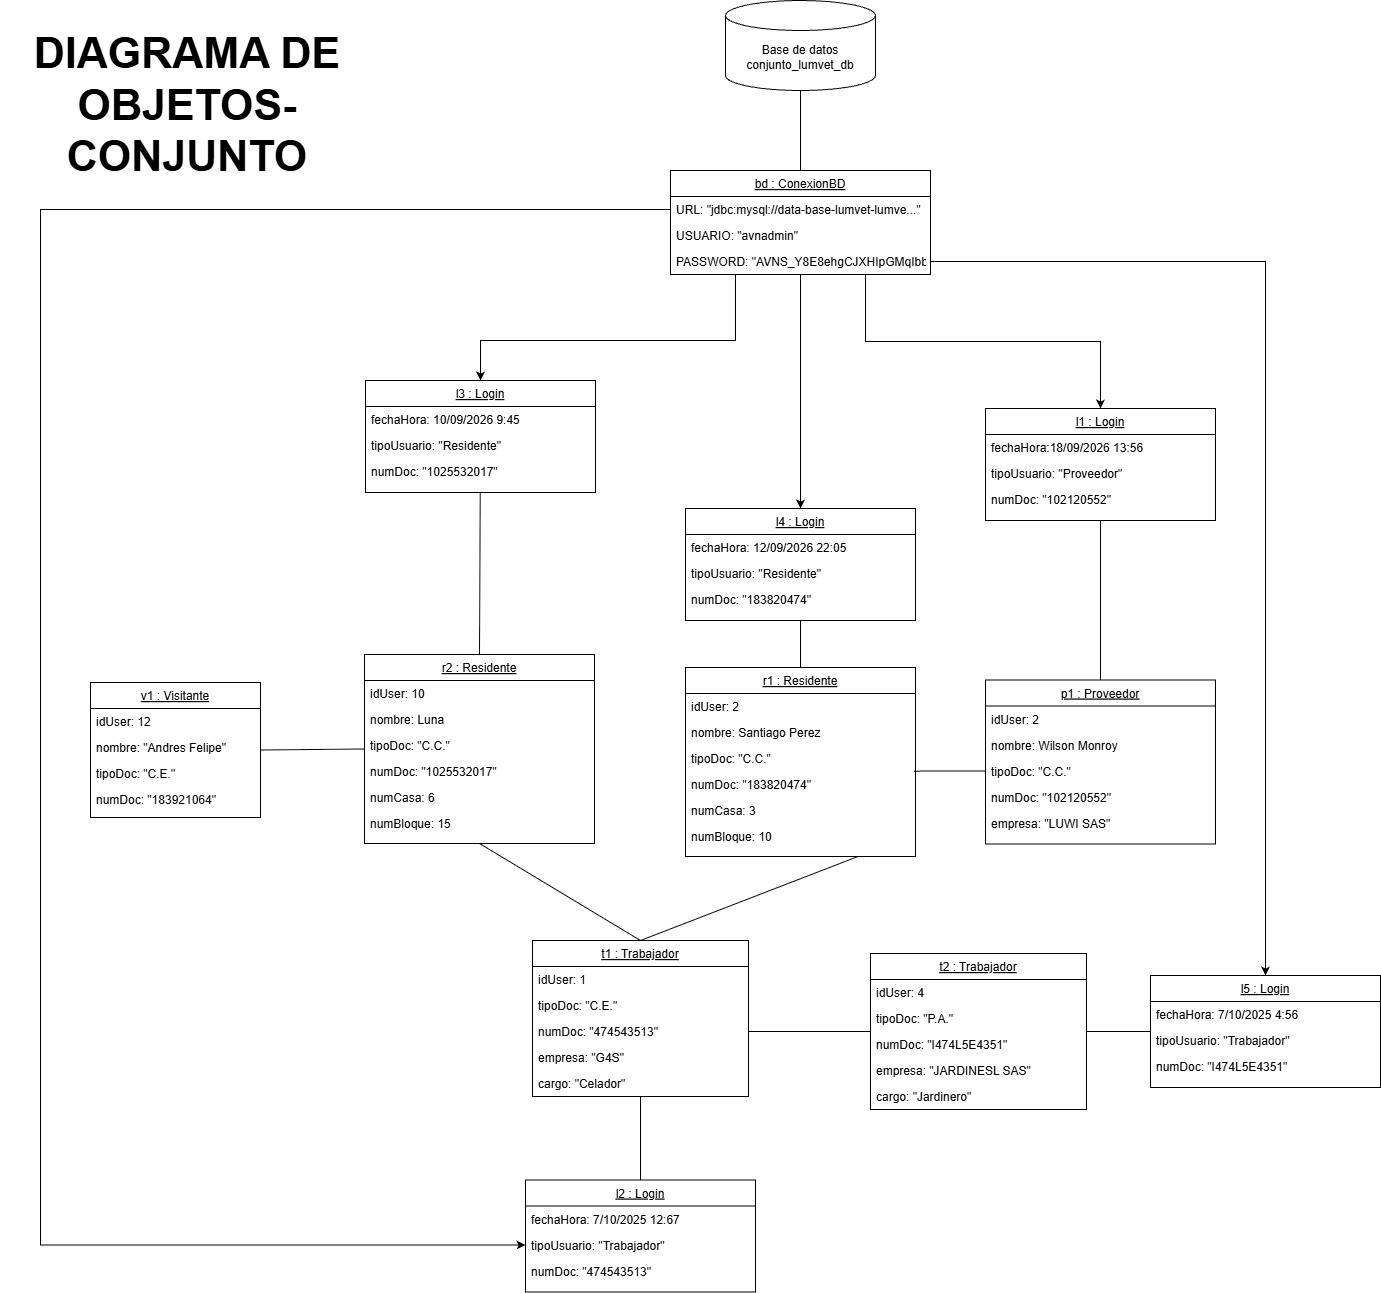 DIAGRAMA DE
OBJETOS-
CONJUNTO
Base de datos
conjunto_lumvet_db
bd : ConexionBD
URL: "jdbc:mysql://data-base-lumvet-lumve..."
USUARIO: "avnadmin"
PASSWORD: "AVNS_Y8E8ehgCJXHIpGMqlbb
l3 : Login
fechaHora: 10/09/2026 9:45
tipoUsuario: "Residente"
numDoc: "1025532017"
l1 : Login
fechaHora:18/09/2026 13:56
tipoUsuario: "Proveedor"
numDoc: "102120552"
l4 : Login
fechaHora: 12/09/2026 22:05
tipoUsuario: "Residente"
numDoc: "183820474"
v1 : Visitante
idUser: 12
nombre: "Andres Felipe"
tipoDoc: "C.E."
numDoc: "183921064"
r2 : Residente
idUser: 10
nombre: Luna
tipoDoc: "C.C."
numDoc: "1025532017"
numCasa: 6
numBloque: 15
r1 : Residente
idUser: 2
nombre: Santiago Perez
tipoDoc: "C.C."
numDoc: "183820474"
numCasa: 3
numBloque: 10
p1 : Proveedor
idUser: 2
nombre: Wilson Monroy
tipoDoc: "C.C."
numDoc: "102120552"
empresa: "LUWI SAS"
t1 : Trabajador
idUser: 1
tipoDoc: "C.E."
numDoc: "474543513"
empresa: "G4S"
cargo: "Celador"
t2 : Trabajador
idUser: 4
tipoDoc: "P.A."
numDoc: "I474L5E4351"
empresa: "JARDINESL SAS"
cargo: "Jardinero"
l5 : Login
fechaHora: 7/10/2025 4:56
tipoUsuario: "Trabajador"
numDoc: "I474L5E4351"
l2 : Login
fechaHora: 7/10/2025 12:67
tipoUsuario: "Trabajador"
numDoc: "474543513"